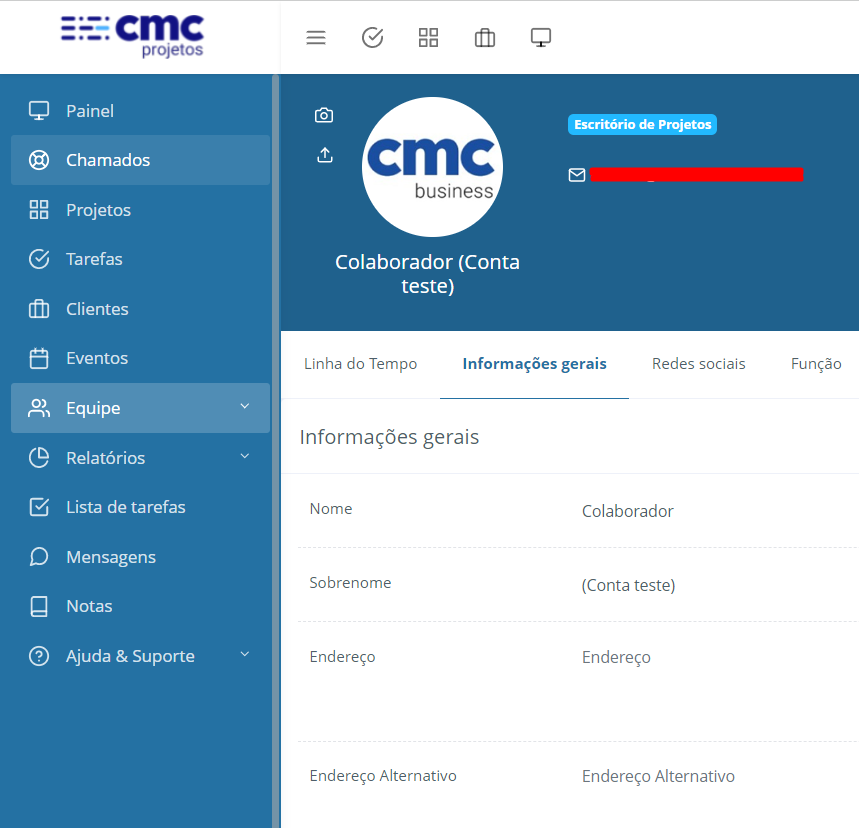 cmc
projetos
Painel
Chamados
Projetos
Tarefas
Clientes
Eventos
Equipe
Relatórios
Lista de tarefas
Mensagens
Notas
Ajuda & Suporte
cmc
business
Colaborador (Conta
teste)
Escritório de Projetos
Linha do Tempo Informações gerais Redes sociais Função
Informações gerais
Nome Colaborador
Sobrenome (Conta teste)
Endereço Endereço
Endereço Alternativo Endereço Alternativo